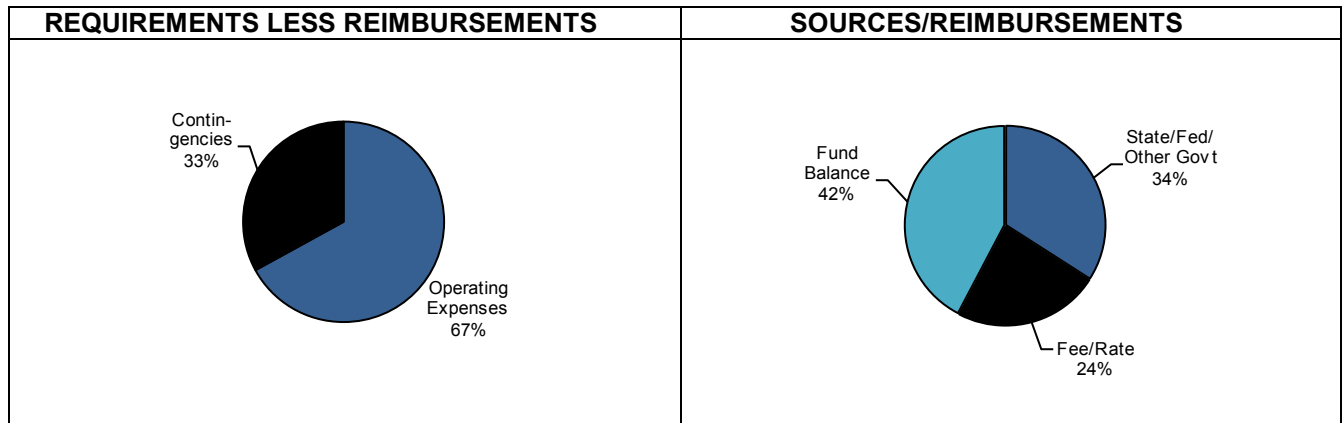 REQUIREMENTS LESS REIMBURSEMENTS
Contin-
gencies
33%
Operating
Expenses
67%
SOURCES/REIMBURSEMENTS
Fund
Balance
42%
State/Fed/
Other Govt
34%
Fee/Rate
24%